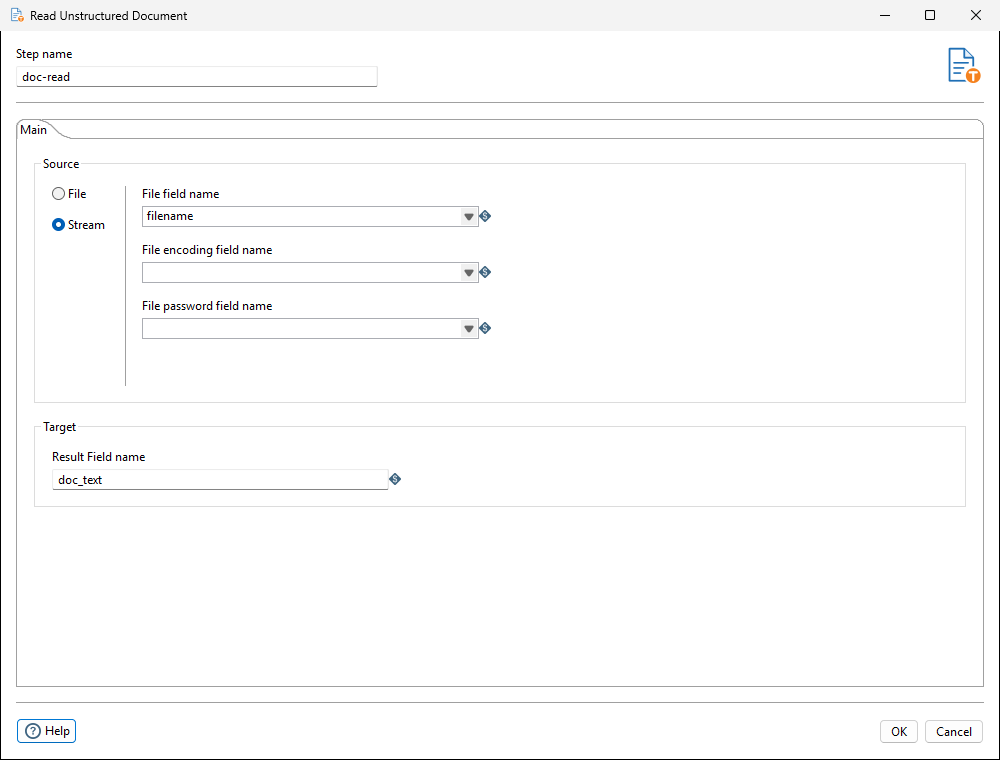 Read Unstructured Document
Step name
doc-read
T
Main
Source
File
Stream
File field name
filename
File encoding field name
File password field name
Target
Result Field name
doc_text
? Help
OK
Cancel